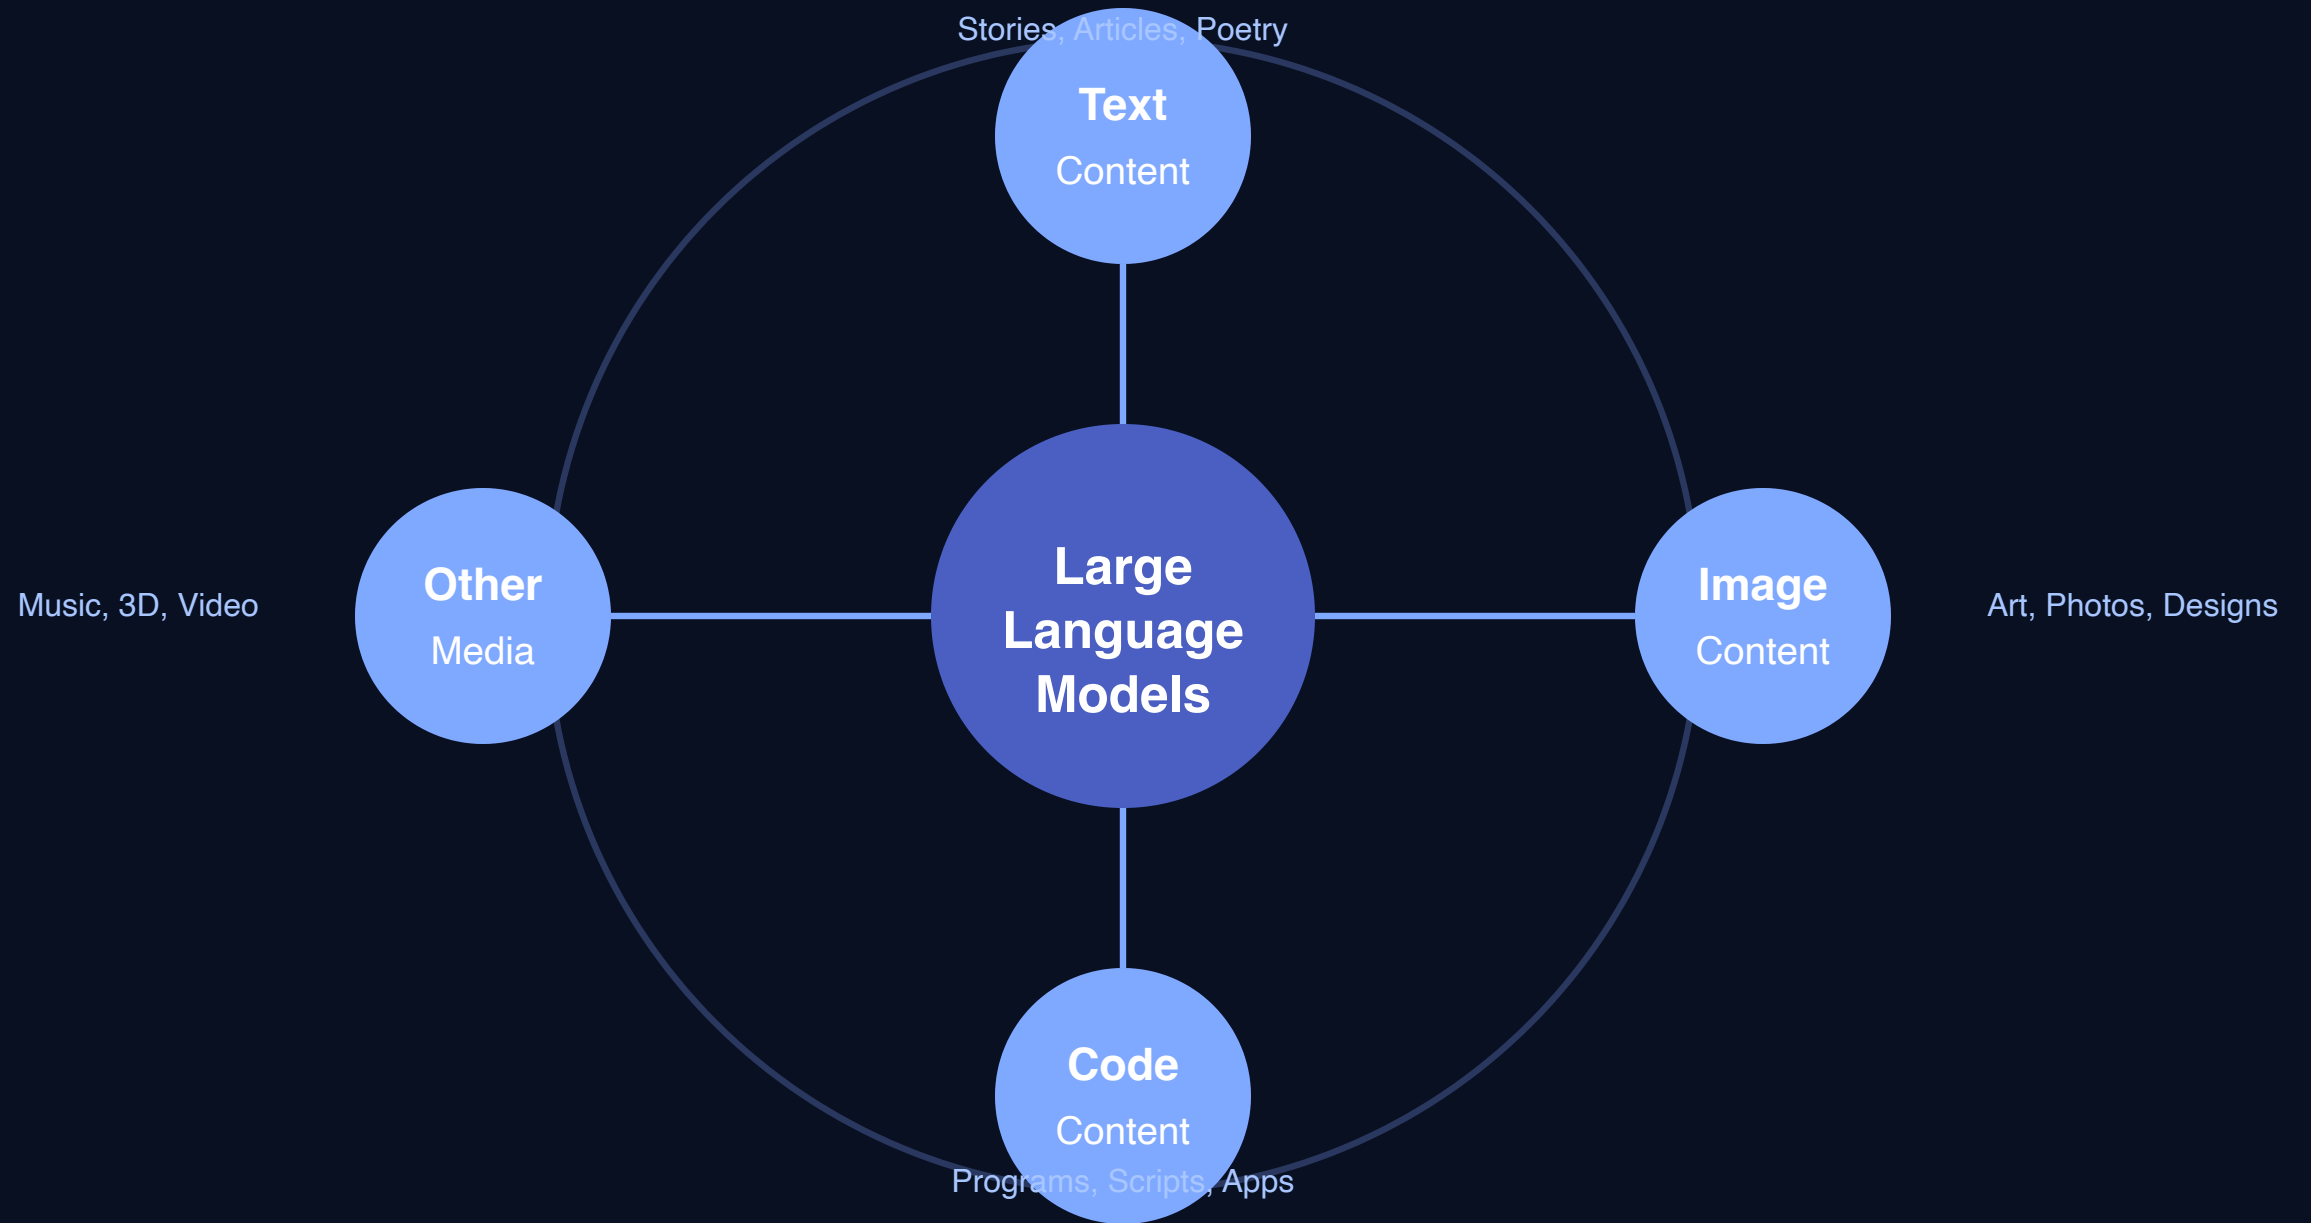 Stories, Articles, Poetry
Text
Content
Large
Language
Models
Other
Media
Music, 3D, Video
Image
Content
Art, Photos, Designs
Code
Content
Programs, Scripts, Apps